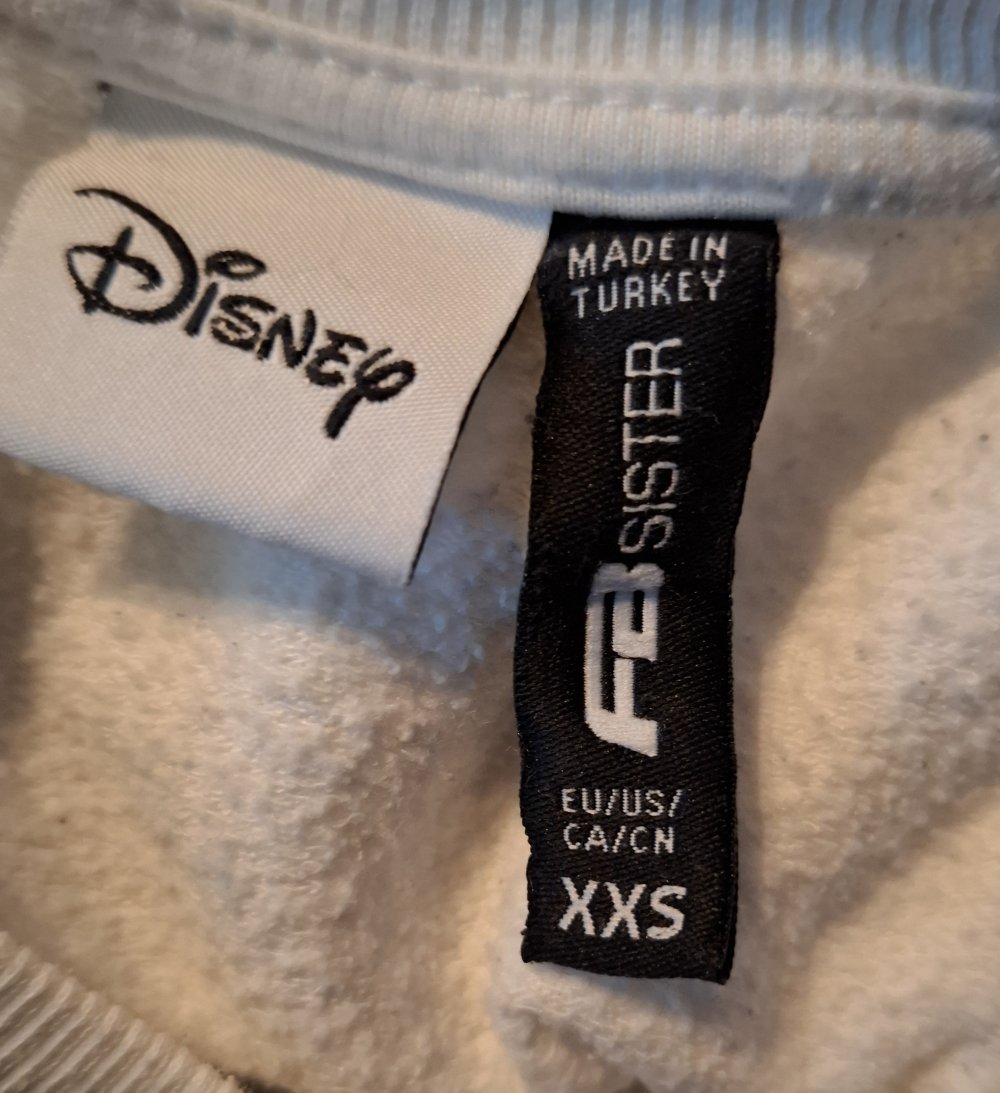 Disney
MADE IN
TURKEY
FB SISTER
EU/US/
CA/CN
XXS